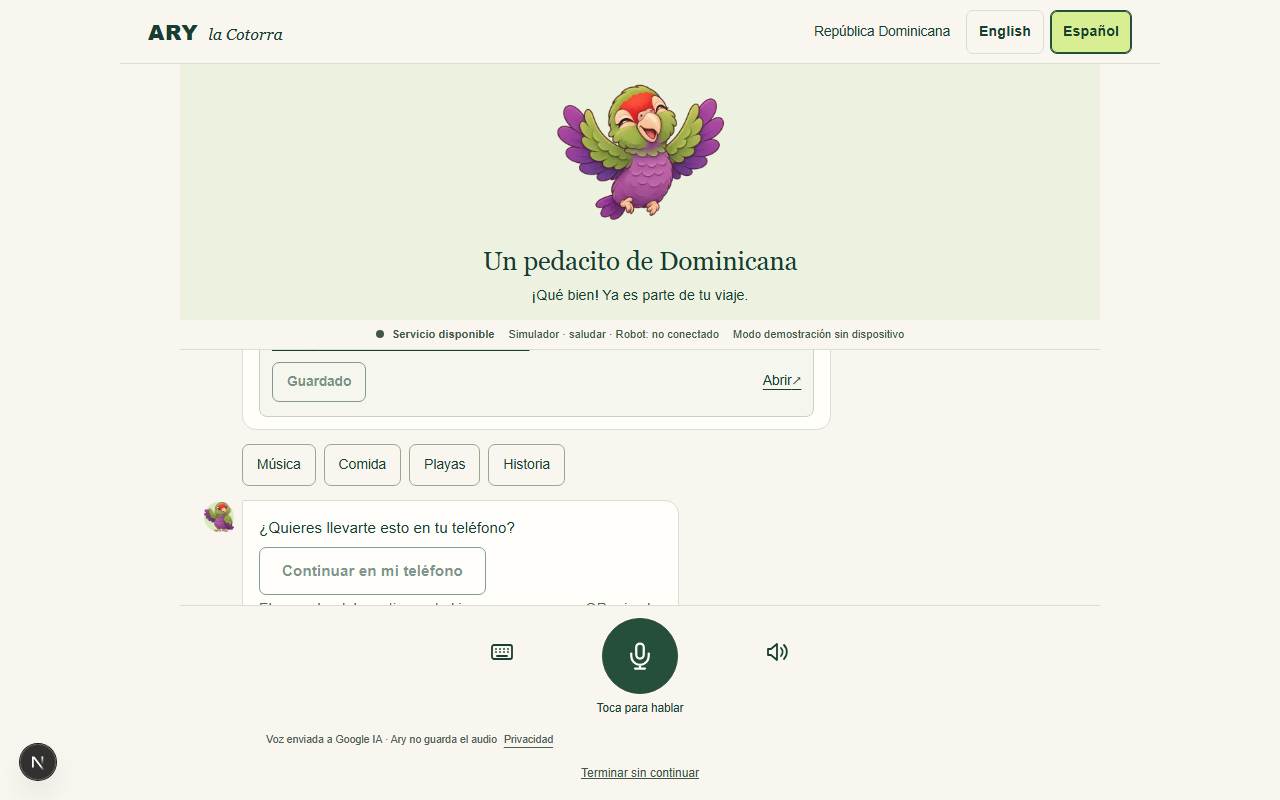 ARY la Cotorra
República Dominicana
English
Español
Un pedacito de Dominicana
¡Qué bien! Ya es parte de tu viaje.
Servicio disponible Simulador · saludar · Robot: no conectado Modo demostración sin dispositivo
Guardado
Abrir↗
Música
Comida
Playas
Historia
¿Quieres llevarte esto en tu teléfono?
Continuar en mi teléfono
Toca para hablar
Voz enviada a Google IA · Ary no guarda el audio Privacidad
N
Terminar sin continuar